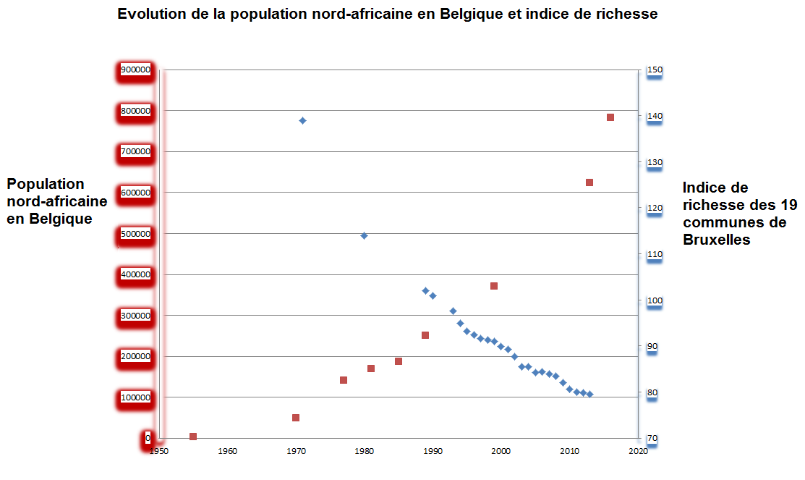 Evolution de la population nord-africaine en Belgique et indice de richesse
900000
800000
700000
600000
500000
400000
300000
200000
100000
0
Population
nord-africaine
en Belgique
150
140
130
120
110
100
90
80
70
Indice de
richesse des 19
communes de
Bruxelles
1950 1960 1970 1980 1990 2000 2010 2020